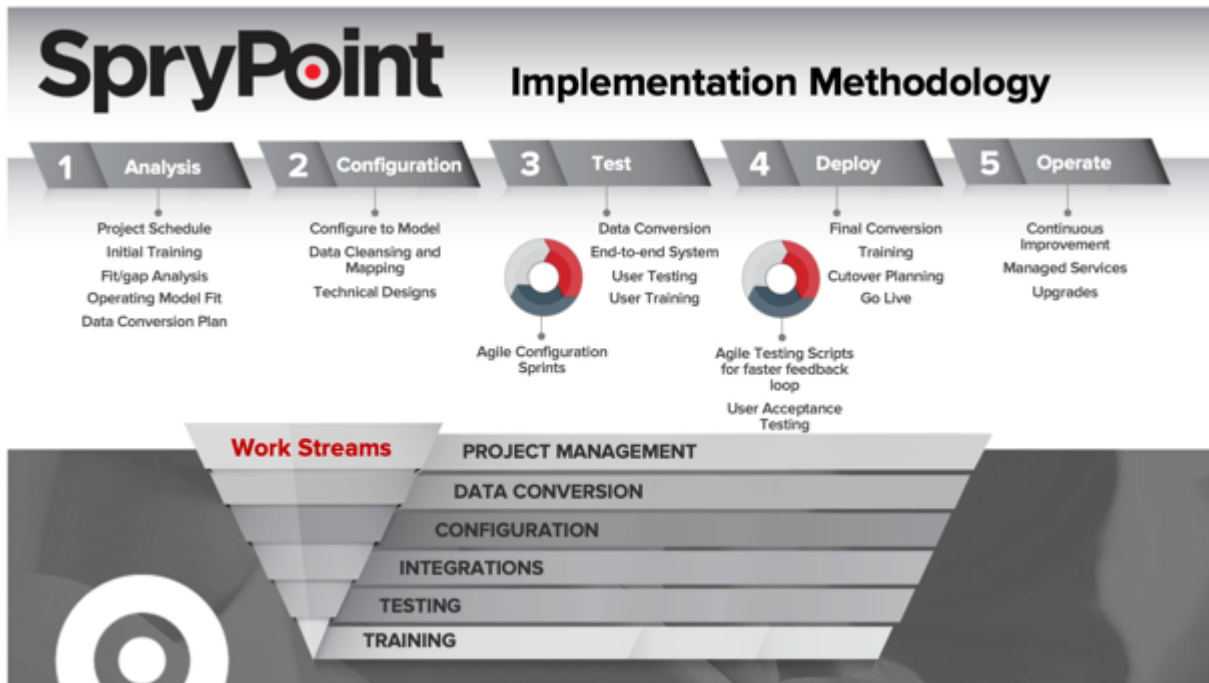 SpryPoint
Implementation Methodology
1 Analysis
Project Schedule
Initial Training
Fit/gap Analysis
Operating Model Fit
Data Conversion Plan
2 Configuration
Configure to Model
Data Cleansing and
Mapping
Technical Designs
3 Test
Data Conversion
End-to-end System
User Testing
User Training
Agile Configuration
Sprints
4 Deploy
Final Conversion
Training
Cutover Planning
Go Live
Agile Testing Scripts
for faster feedback
loop
User Acceptance
Testing
5 Operate
Continuous
Improvement
Managed Services
Upgrades
Work Streams
PROJECT MANAGEMENT
DATA CONVERSION
CONFIGURATION
INTEGRATIONS
TESTING
TRAINING